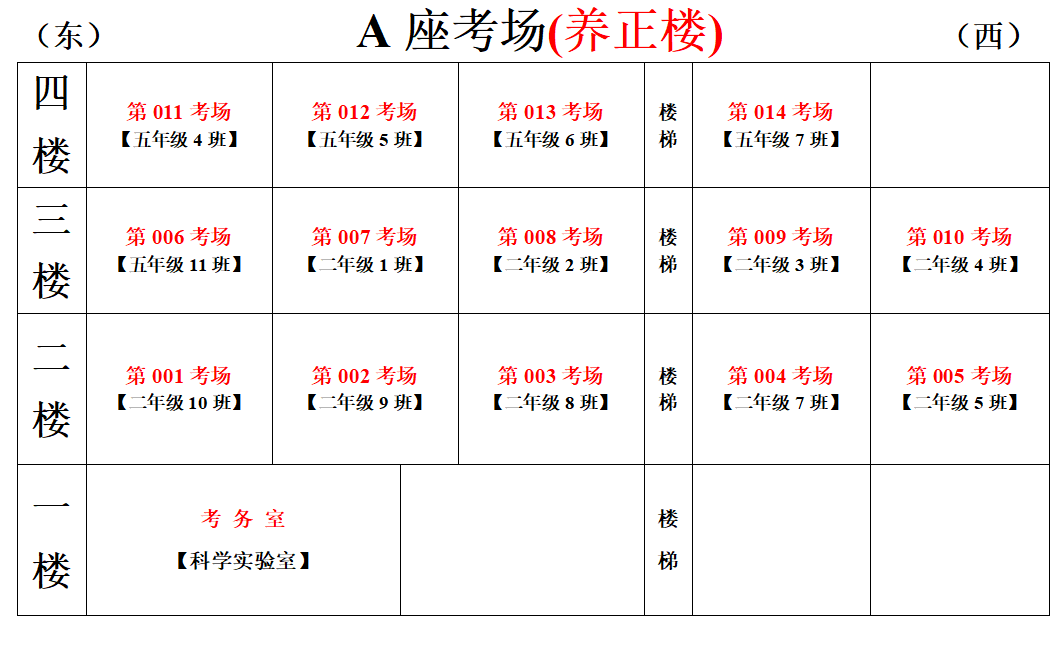 （东） A 座考场(养正楼) （西）
四楼
第 011 考场
【五年级 4 班】
第 012 考场
【五年级 5 班】
第 013 考场
【五年级 6 班】
楼梯
第 014 考场
【五年级 7 班】
三楼
第 006 考场
【五年级 11 班】
第 007 考场
【二年级 1 班】
第 008 考场
【二年级 2 班】
楼梯
第 009 考场
【二年级 3 班】
第 010 考场
【二年级 4 班】
二楼
第 001 考场
【二年级 10 班】
第 002 考场
【二年级 9 班】
第 003 考场
【二年级 8 班】
楼梯
第 004 考场
【二年级 7 班】
第 005 考场
【二年级 5 班】
一楼
考 务 室
【科学实验室】
楼梯